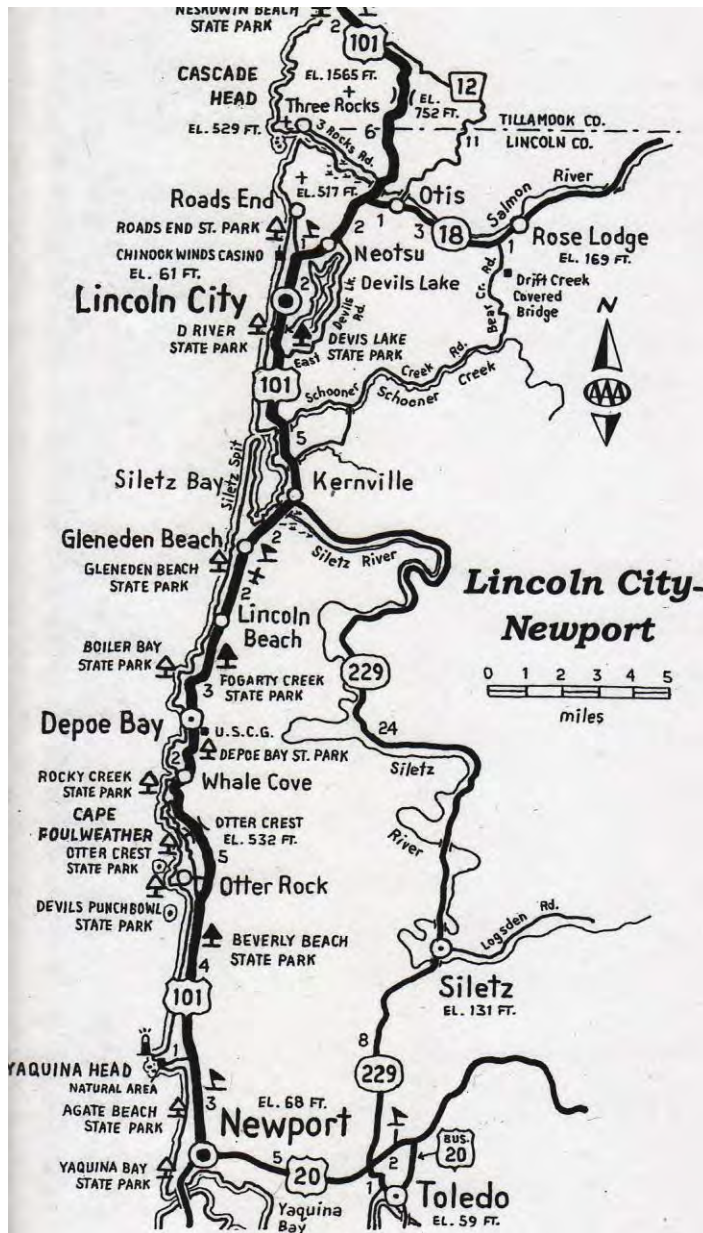 NESKOWIN BEACH
STATE PARK
2
101
CASCADE
HEAD
EL. 1565 FT.
12
EL.
752 FT.
Three Rocks
EL. 529 FT.
3 Rocks Rd.
6
TILLAMOOK CO.
LINCOLN CO.
11
EL. 517 FT.
Otis
Salmon
River
Roads End
ROADS END ST. PARK
1
3
18
1
Rose Lodge
EL. 169 FT.
CHINOOK WINDS CASINO
EL. 61 FT.
1
2
Neotsu
Drift Creek
Covered
Bridge
Bear Cr. Rd.
Lincoln City
2
Devils Lake
Devils Lk.
Rd.
East
N
D RIVER
STATE PARK
DEVIS LAKE
STATE PARK
AAA
101
Schooner
Creek
Rd.
Schooner
Creek
5
Siletz Bay
Siletz Spit
Kernville
Gleneden Beach
2
Siletz
River
GLENEDEN BEACH
STATE PARK
2
Lincoln City-
Newport
Lincoln
Beach
BOILER BAY
STATE PARK
FOGARTY CREEK
STATE PARK
229
0 1 2 3 4 5
miles
3
Depoe Bay
U.S.C.G.
24
DEPOE BAY ST. PARK
Siletz
2
ROCKY CREEK
STATE PARK
Whale Cove
CAPE
FOULWEATHER
OTTER CREST
EL. 532 FT.
River
OTTER CREST
STATE PARK
5
Otter Rock
DEVILS PUNCHBOWL
STATE PARK
Logsden Rd.
BEVERLY BEACH
STATE PARK
4
Siletz
EL. 131 FT.
101
8
1
229
YAQUINA HEAD
NATURAL AREA
AGATE BEACH
STATE PARK
3
EL. 68 FT.
Newport
BUS.
20
YAQUINA BAY
STATE PARK
5
20
2
1
Toledo
EL. 59 FT.
Yaquina
Bay